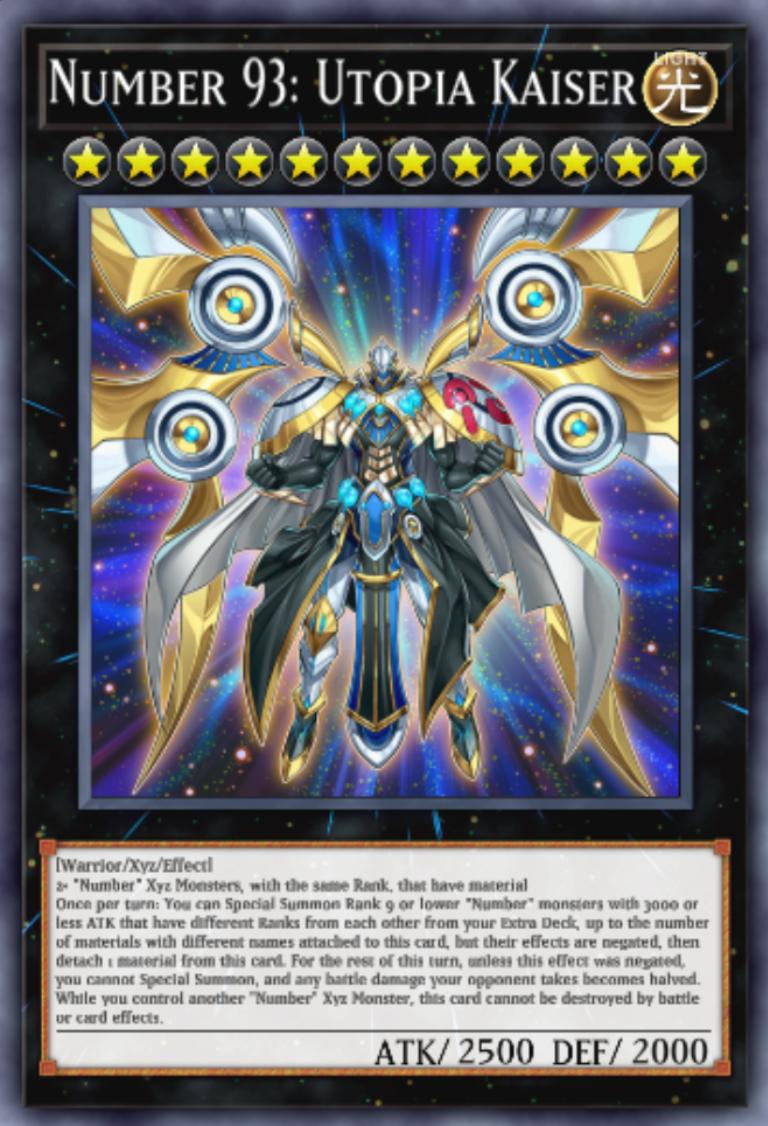 NUMBER 93: UTOPIA KAISER
LIGHT
光
[Warrior/Xyz/Effect]
2+ "Number" Xyz Monsters, with the same Rank, that have material
Once per turn: You can Special Summon Rank 9 or lower "Number" monsters with 3000 or
less ATK that have different Ranks from each other from your Extra Deck, up to the number
of materials with different names attached to this card, but their effects are negated, then
detach 1 material from this card. For the rest of this turn, unless this effect was negated,
you cannot Special Summon, and any battle damage your opponent takes becomes halved.
While you control another "Number" Xyz Monster, this card cannot be destroyed by battle
or card effects.
ATK/ 2500 DEF/ 2000